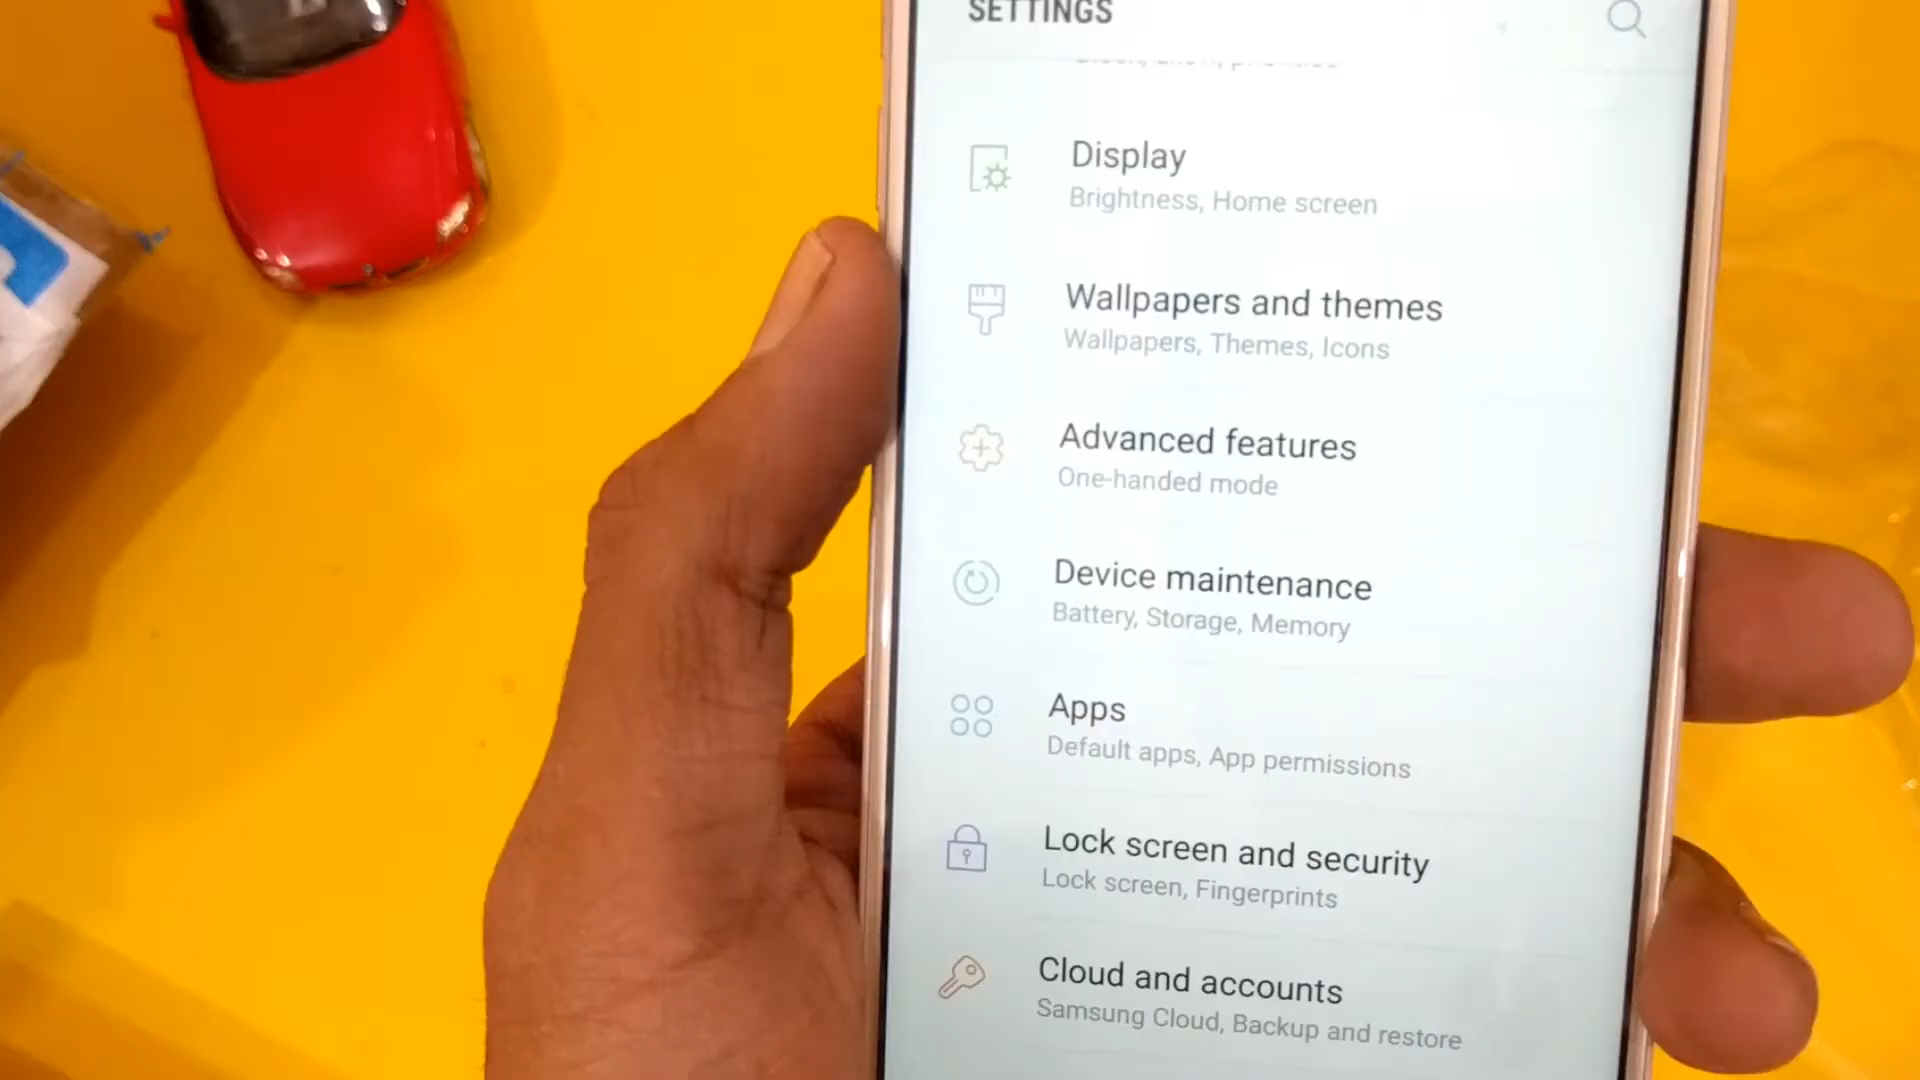 SETTINGS
Display
Brightness, Home screen
Wallpapers and themes
Wallpapers, Themes, Icons
Advanced features
One-handed mode
Device maintenance
Battery, Storage, Memory
Apps
Default apps, App permissions
Lock screen and security
Lock screen, Fingerprints
Cloud and accounts
Samsung Cloud, Backup and restore